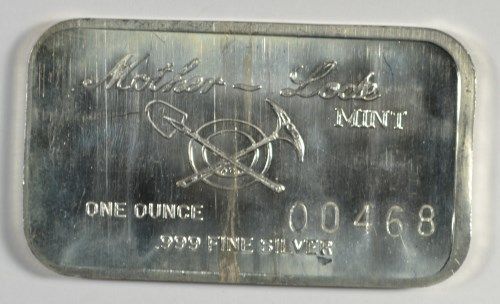 Mother ~ Lode
MINT
ONE OUNCE 00468
.999 FINE SILVER